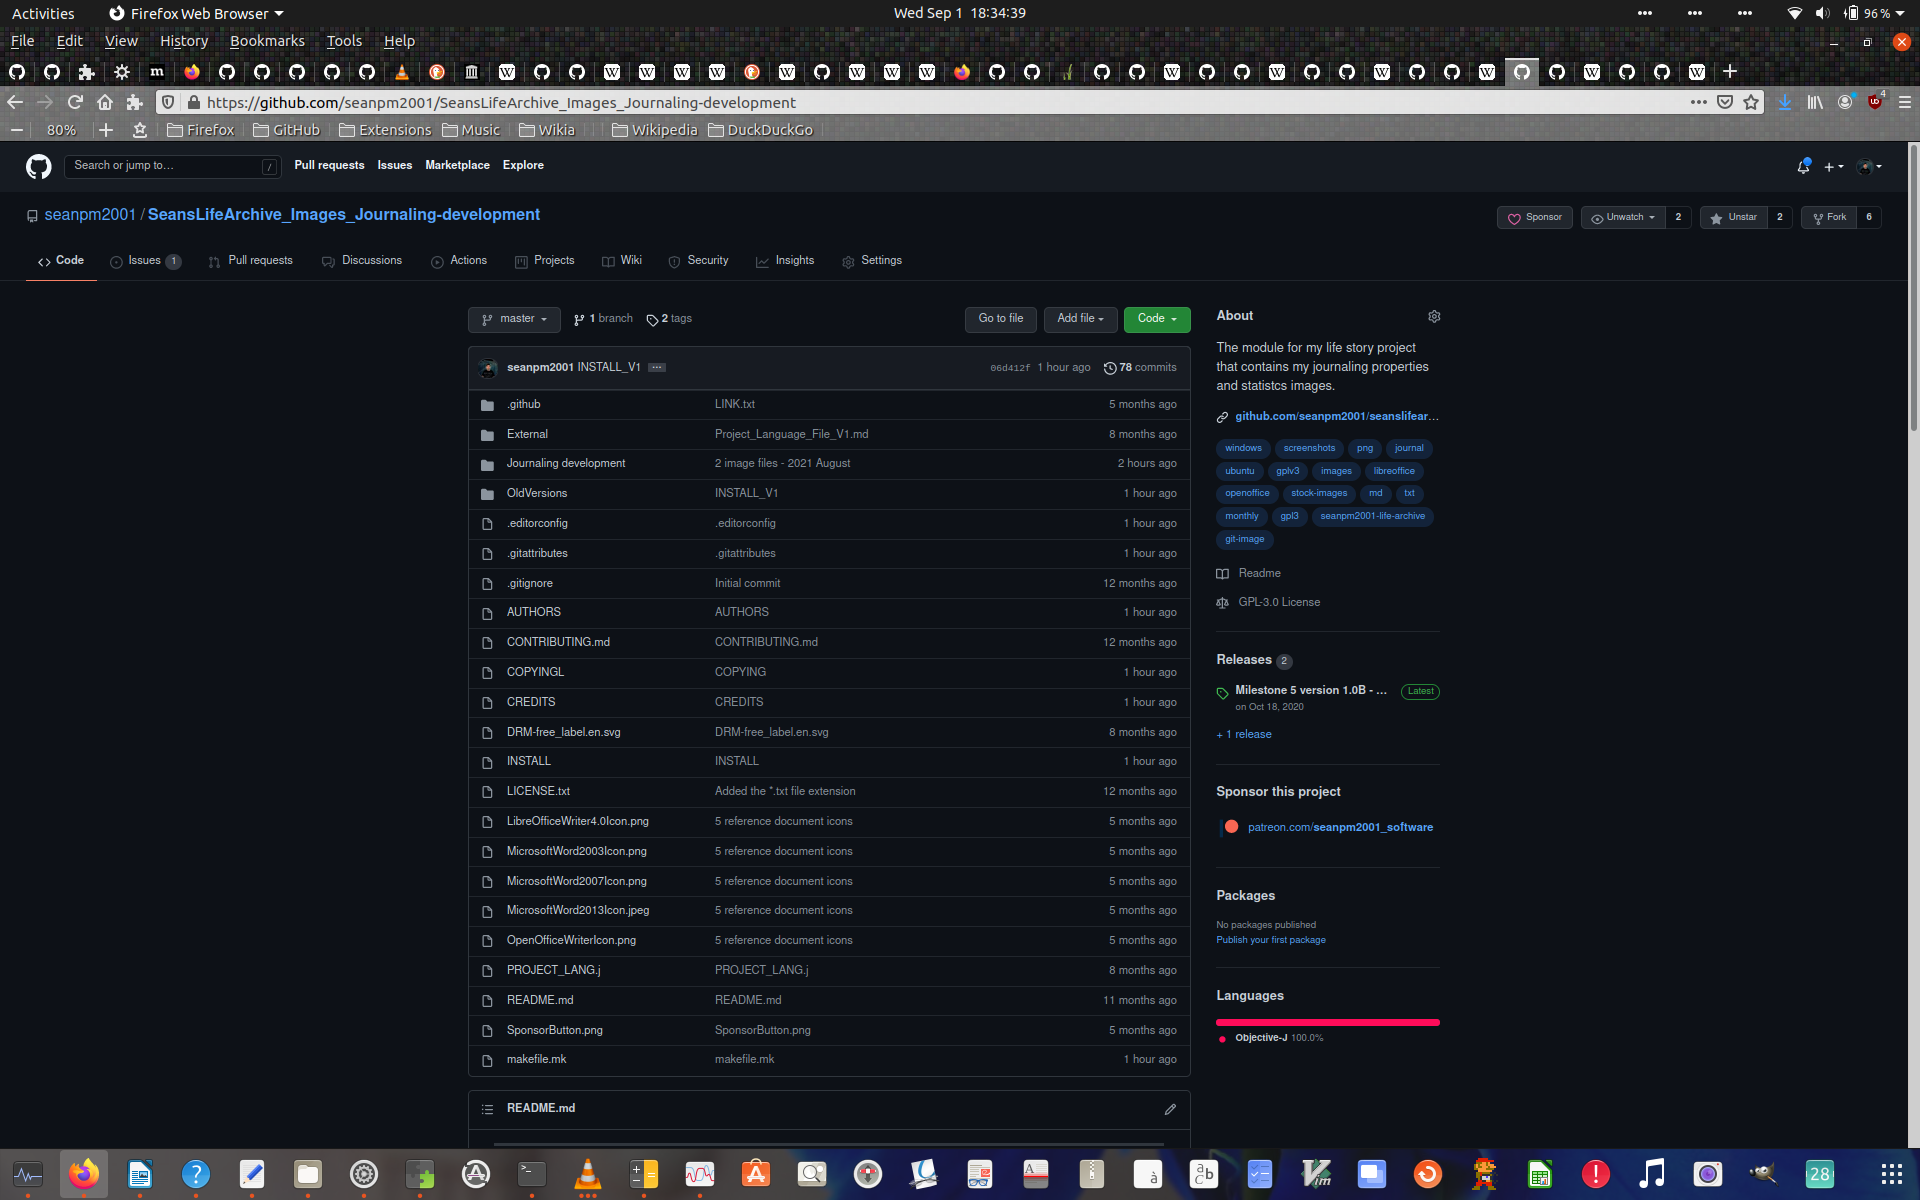 Activities Firefox Web Browser Wed Sep 1 18:34:39 96 %
File Edit View History Bookmarks Tools Help
https://github.com/seanpm2001/SeansLifeArchive_Images_Journaling-development
80% Firefox GitHub Extensions Music Wikia Wikipedia DuckDuckGo
Search or jump to… / Pull requests Issues Marketplace Explore
seanpm2001 / SeansLifeArchive_Images_Journaling-development
Sponsor Unwatch 2 Unstar 2 Fork 6
Code Issues 1 Pull requests Discussions Actions Projects Wiki Security Insights Settings
master 1 branch 2 tags Go to file Add file Code
seanpm2001 INSTALL_V1 ... 06d412f 1 hour ago 78 commits
.github LINK.txt 5 months ago
External Project_Language_File_V1.md 8 months ago
Journaling development 2 image files - 2021 August 2 hours ago
OldVersions INSTALL_V1 1 hour ago
.editorconfig .editorconfig 1 hour ago
.gitattributes .gitattributes 1 hour ago
.gitignore Initial commit 12 months ago
AUTHORS AUTHORS 1 hour ago
CONTRIBUTING.md CONTRIBUTING.md 12 months ago
COPYINGL COPYING 1 hour ago
CREDITS CREDITS 1 hour ago
DRM-free_label.en.svg DRM-free_label.en.svg 8 months ago
INSTALL INSTALL 1 hour ago
LICENSE.txt Added the *.txt file extension 12 months ago
LibreOfficeWriter4.0Icon.png 5 reference document icons 5 months ago
MicrosoftWord2003Icon.png 5 reference document icons 5 months ago
MicrosoftWord2007Icon.png 5 reference document icons 5 months ago
MicrosoftWord2013Icon.jpeg 5 reference document icons 5 months ago
OpenOfficeWriterIcon.png 5 reference document icons 5 months ago
PROJECT_LANG.j PROJECT_LANG.j 8 months ago
README.md README.md 11 months ago
SponsorButton.png SponsorButton.png 5 months ago
makefile.mk makefile.mk 1 hour ago
README.md
About
The module for my life story project
that contains my journaling properties
and statistcs images.
github.com/seanpm2001/seanslifear...
windows screenshots png journal
ubuntu gplv3 images libreoffice
openoffice stock-images md txt
monthly gpl3 seanpm2001-life-archive
git-image
Readme
GPL-3.0 License
Releases 2
Milestone 5 version 1.0B - ... Latest
on Oct 18, 2020
+ 1 release
Sponsor this project
patreon.com/seanpm2001_software
Packages
No packages published
Publish your first package
Languages
Objective-J 100.0%
28